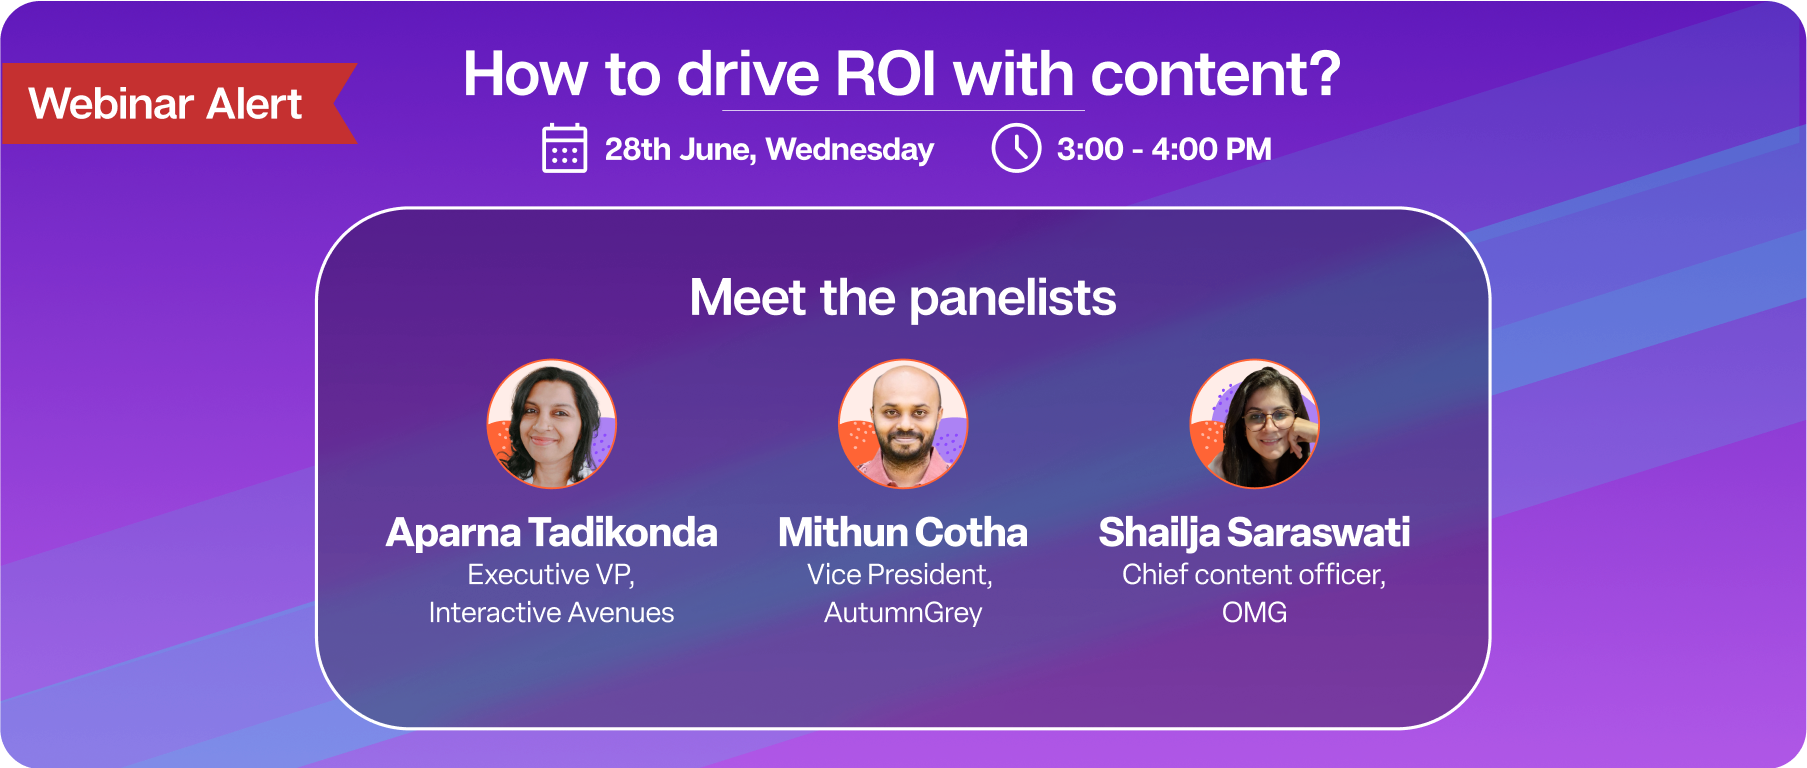 Webinar Alert
How to drive ROI with content?
28th June, Wednesday
3:00 - 4:00 PM
Meet the panelists
Aparna Tadikonda
Executive VP,
Interactive Avenues
Mithun Cotha
Vice President,
AutumnGrey
Shailja Saraswati
Chief content officer,
OMG